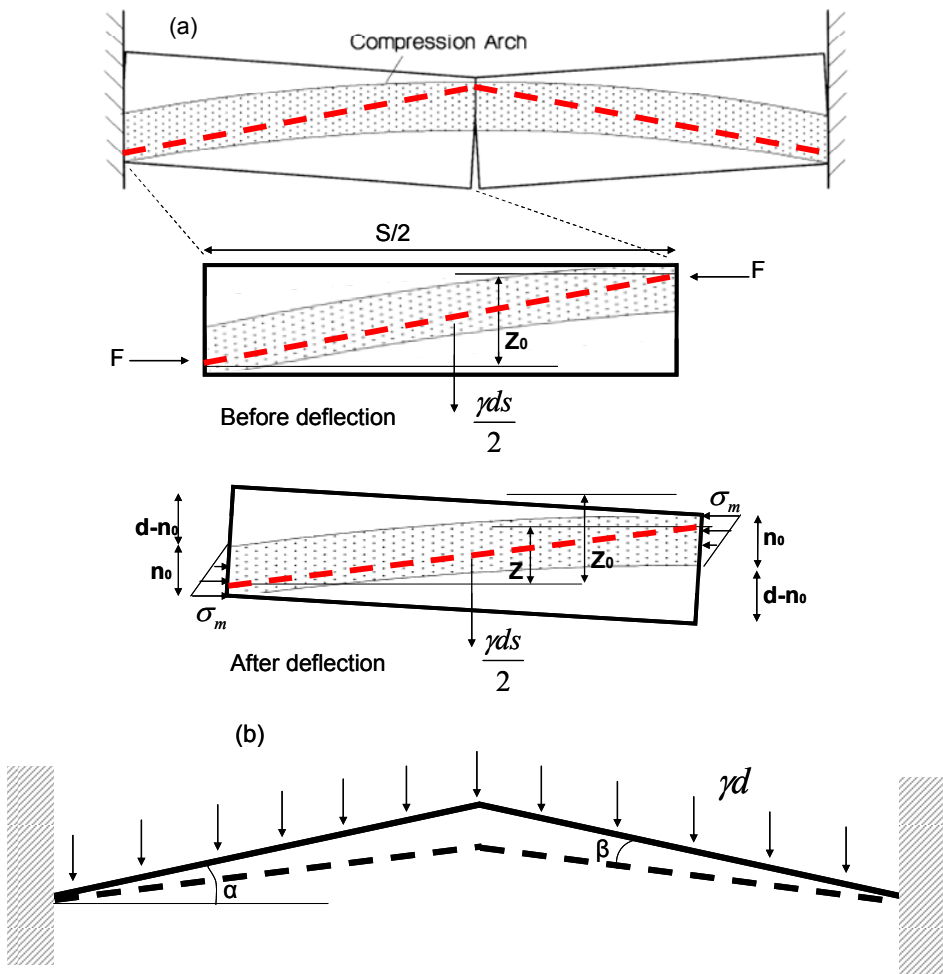 (a)
Compression Arch
S/2
F
F
Z₀
Before deflection
γds
2
σm
d-n₀
n₀
n₀
Z
Z₀
d-n₀
σm
γds
2
After deflection
(b)
γd
β
α